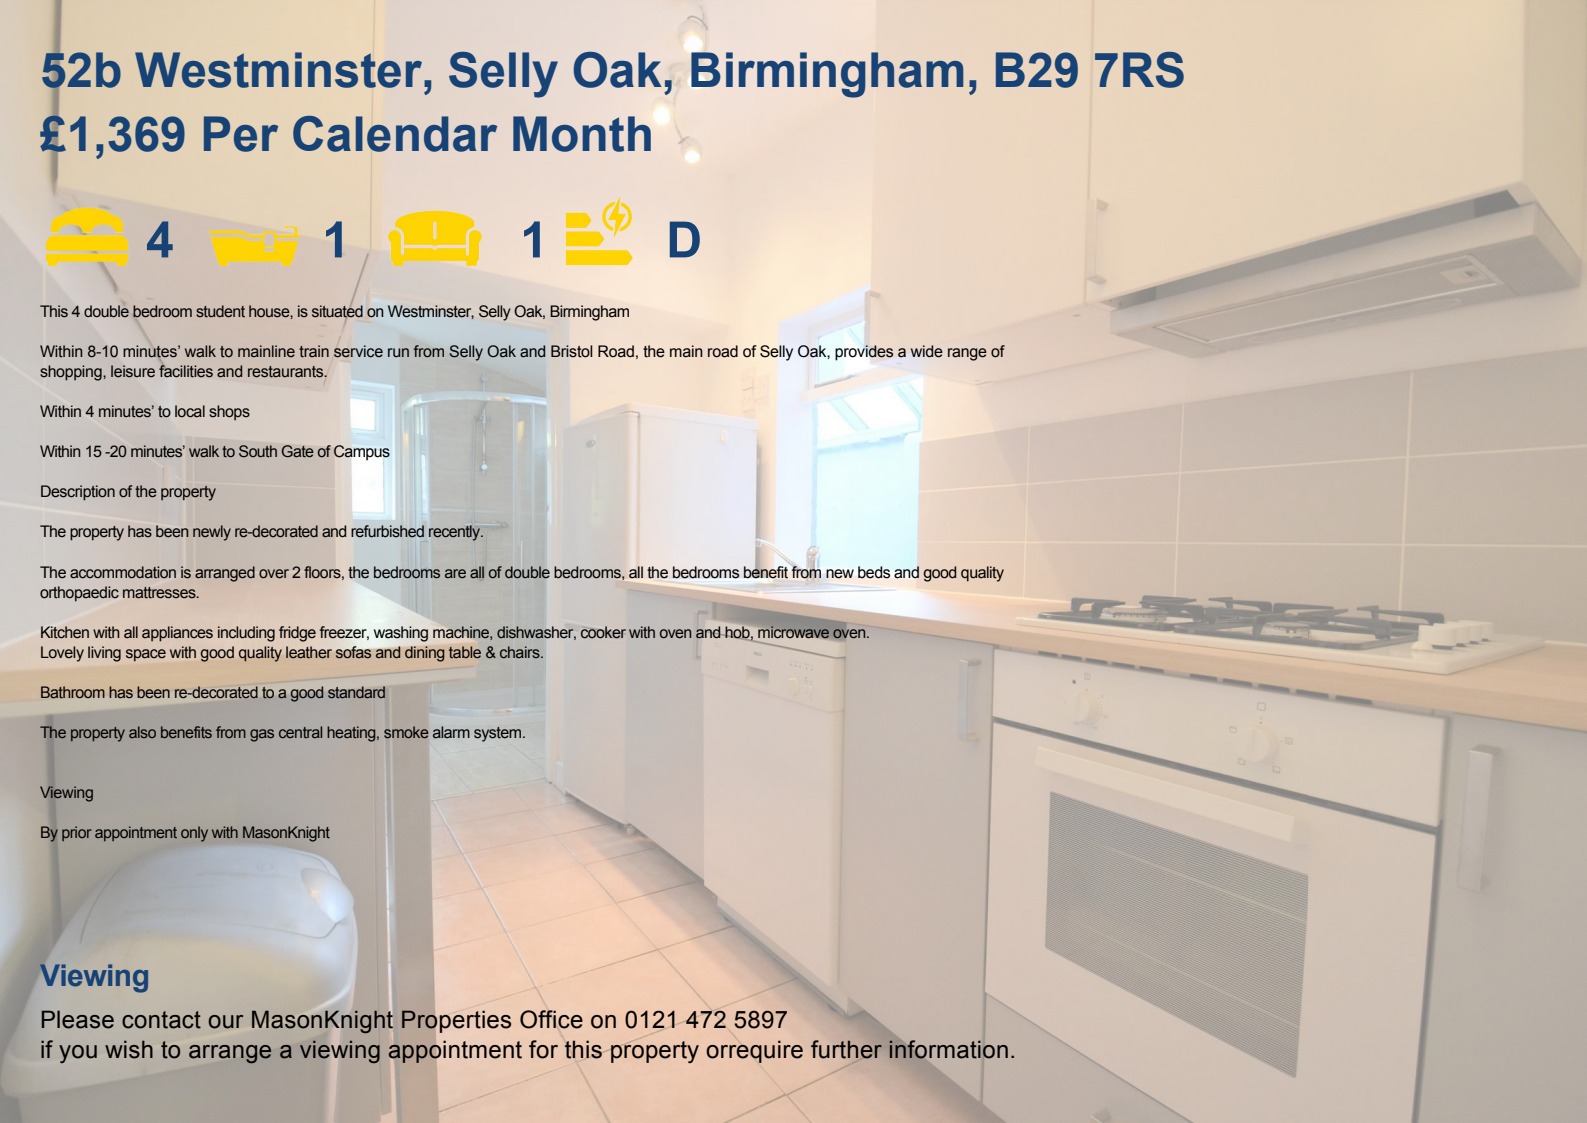 52b Westminster, Selly Oak, Birmingham, B29 7RS
£1,369 Per Calendar Month
4 1 1 D
This 4 double bedroom student house, is situated on Westminster, Selly Oak, Birmingham
Within 8-10 minutes’ walk to mainline train service run from Selly Oak and Bristol Road, the main road of Selly Oak, provides a wide range of
shopping, leisure facilities and restaurants.
Within 4 minutes’ to local shops
Within 15 -20 minutes’ walk to South Gate of Campus
Description of the property
The property has been newly re-decorated and refurbished recently.
The accommodation is arranged over 2 floors, the bedrooms are all of double bedrooms, all the bedrooms benefit from new beds and good quality
orthopaedic mattresses.
Kitchen with all appliances including fridge freezer, washing machine, dishwasher, cooker with oven and hob, microwave oven.
Lovely living space with good quality leather sofas and dining table & chairs.
Bathroom has been re-decorated to a good standard
The property also benefits from gas central heating, smoke alarm system.
Viewing
By prior appointment only with MasonKnight
Viewing
Please contact our MasonKnight Properties Office on 0121 472 5897
if you wish to arrange a viewing appointment for this property orrequire further information.